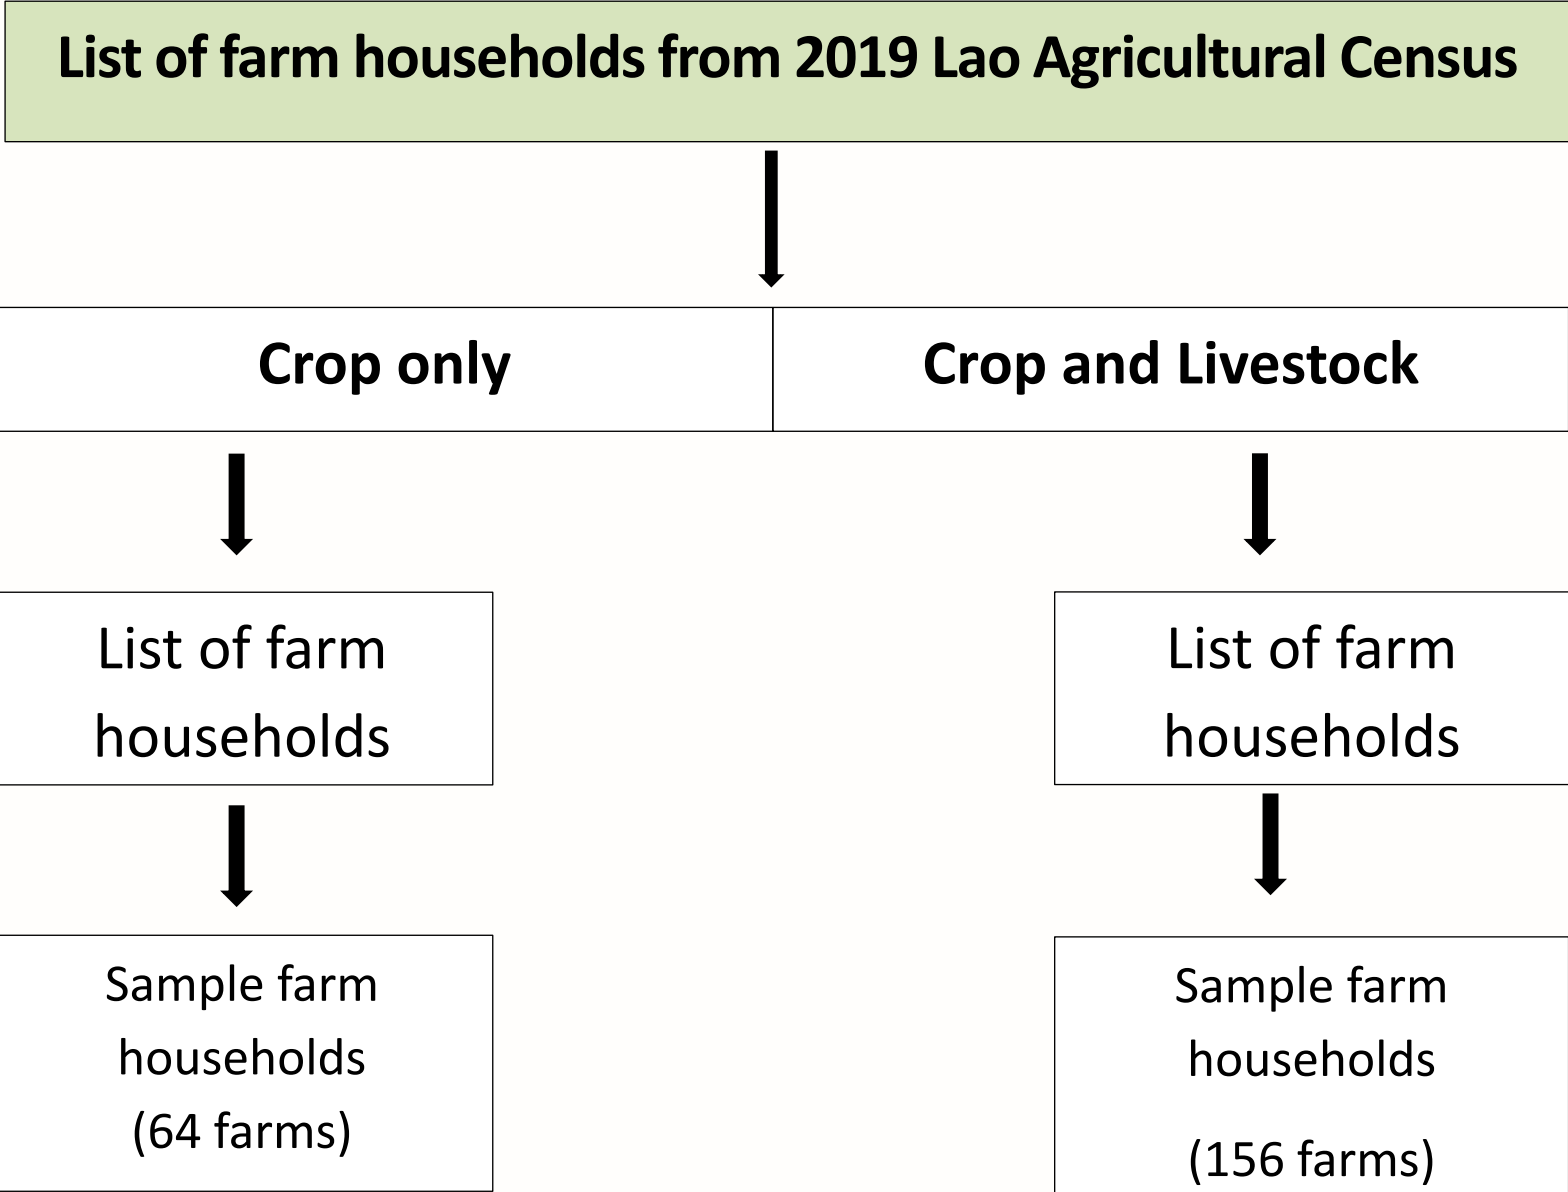 List of farm households from 2019 Lao Agricultural Census
Crop only
Crop and Livestock
List of farm
households
List of farm
households
Sample farm
households
(64 farms)
Sample farm
households
(156 farms)